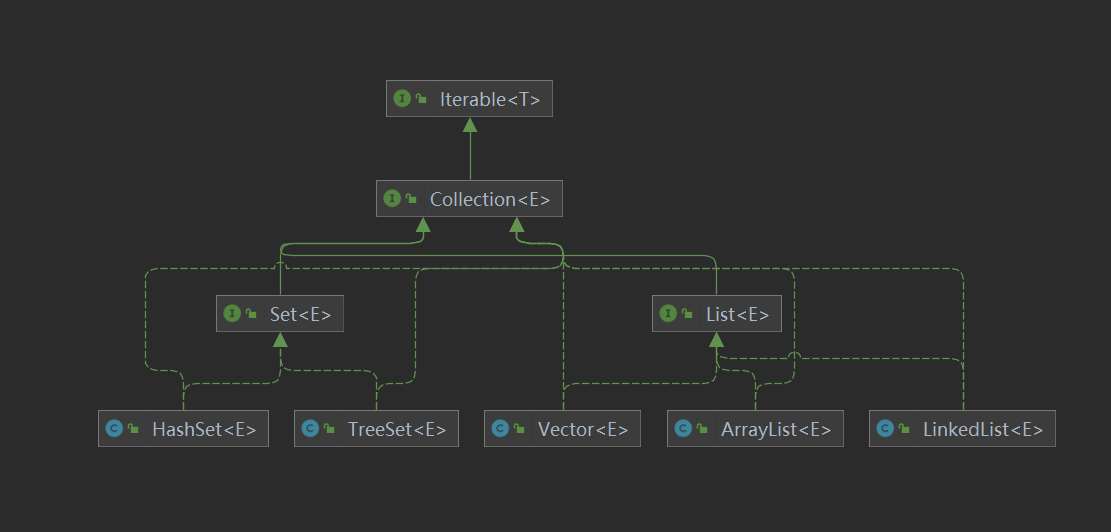 I Iterable<T>
I Collection<E>
I Set<E>
I List<E>
C HashSet<E>
C TreeSet<E>
C Vector<E>
C ArrayList<E>
C LinkedList<E>